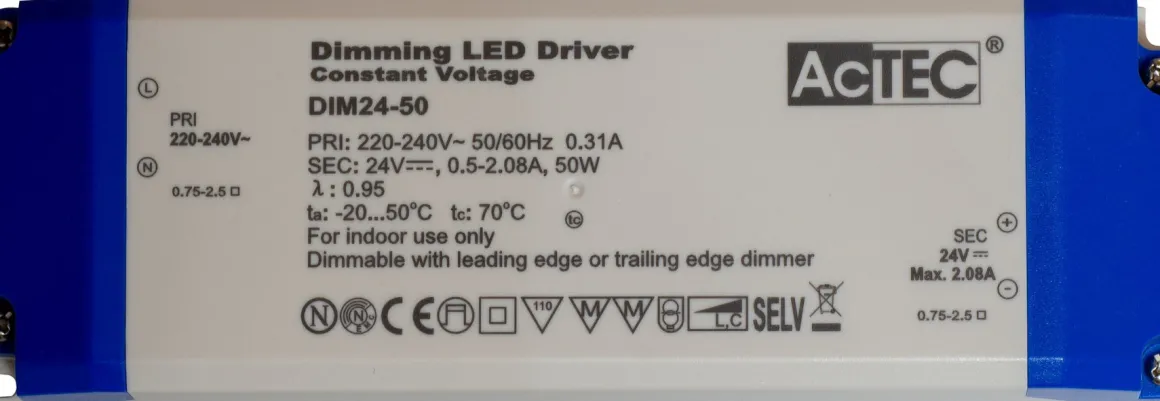 Dimming LED Driver
Constant Voltage
DIM24-50
AcTEC ®
L
PRI
220-240V~
N
0.75-2.5 □
PRI: 220-240V~ 50/60Hz 0.31A
SEC: 24V⎓, 0.5-2.08A, 50W
λ : 0.95
ta: -20...50°C tc: 70°C
tc
For indoor use only
Dimmable with leading edge or trailing edge dimmer
N N CE 110 M M L,C SELV
+
SEC
24V ⎓
Max. 2.08A
-
0.75-2.5 □